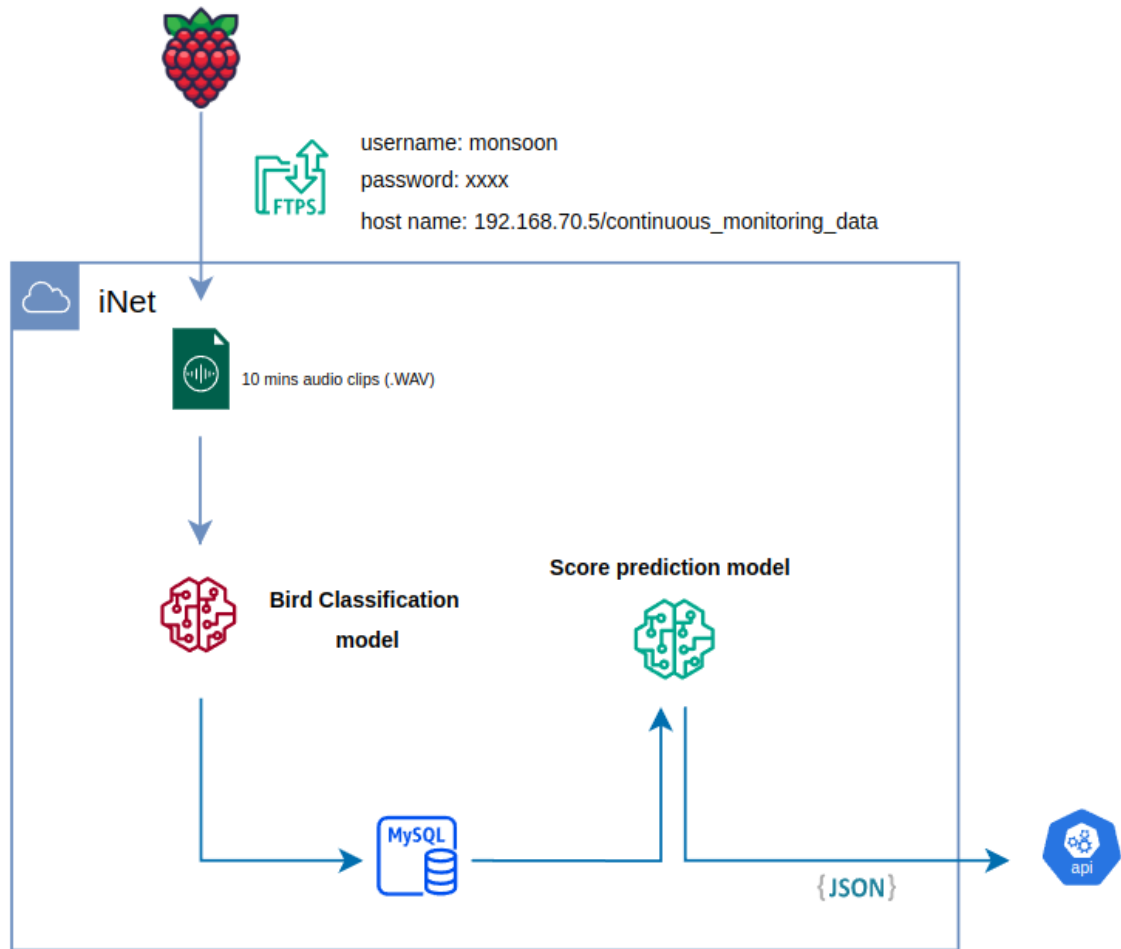 username: monsoon
password: xxxx
host name: 192.168.70.5/continuous_monitoring_data
FTPS
iNet
10 mins audio clips (.WAV)
Score prediction model
Bird Classification
model
MySQL
{JSON}
api